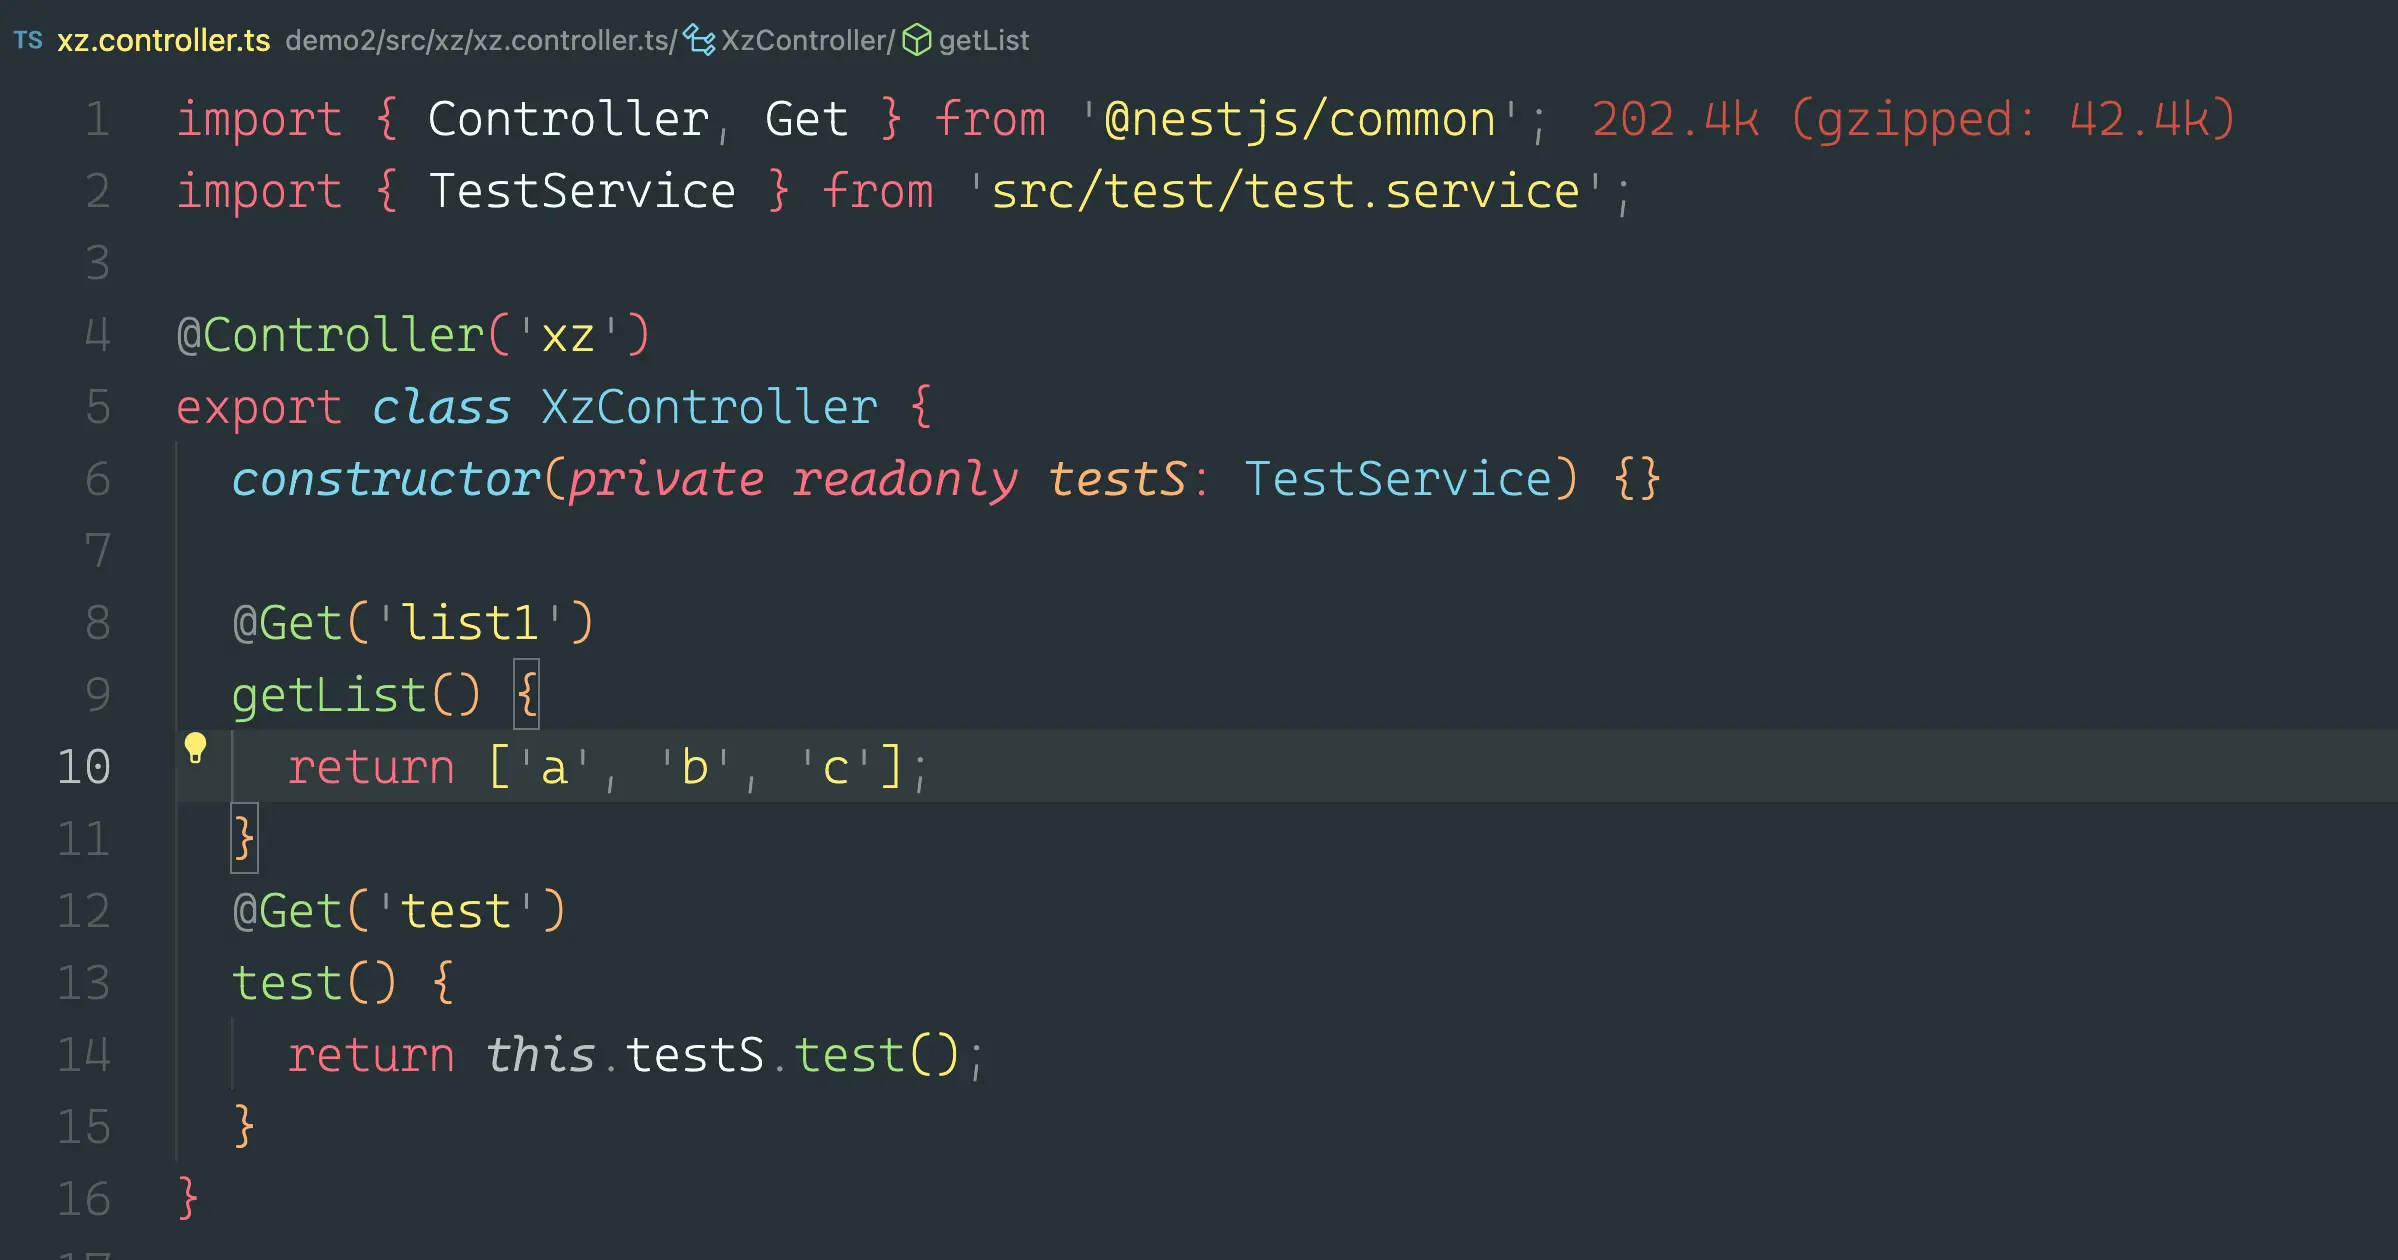 TS xz.controller.ts demo2/src/xz/xz.controller.ts/ XzController/ getList
1 import { Controller, Get } from '@nestjs/common'; 202.4k (gzipped: 42.4k)
2 import { TestService } from 'src/test/test.service';
3
4 @Controller('xz')
5 export class XzController {
6   constructor(private readonly testS: TestService) {}
7
8   @Get('list1')
9   getList() {
10     return ['a', 'b', 'c'];
11   }
12   @Get('test')
13   test() {
14     return this.testS.test();
15   }
16 }
17